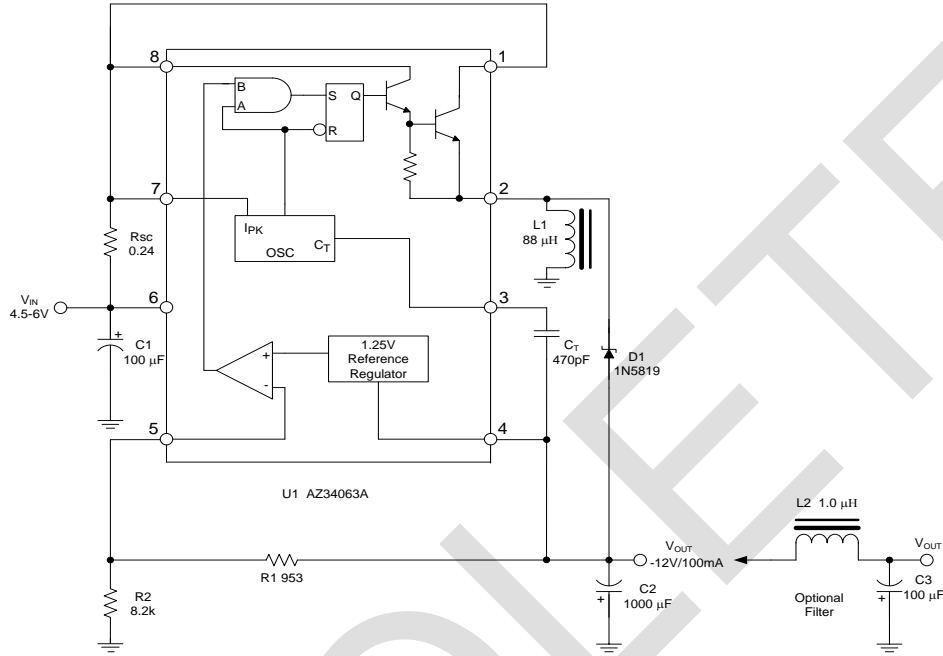 8
1
B
A
S
Q
R
7
2
Rsc
0.24
IPK
OSC
CT
L1
88 μH
VIN
4.5-6V
6
3
C1
100 μF
+
1.25V
Reference
Regulator
+
-
CT
470pF
D1
1N5819
5
4
U1 AZ34063A
L2 1.0 μH
R1 953
VOUT
-12V/100mA
VOUT
R2
8.2k
C2
1000 μF
+
Optional
Filter
C3
100 μF
+
OLETE